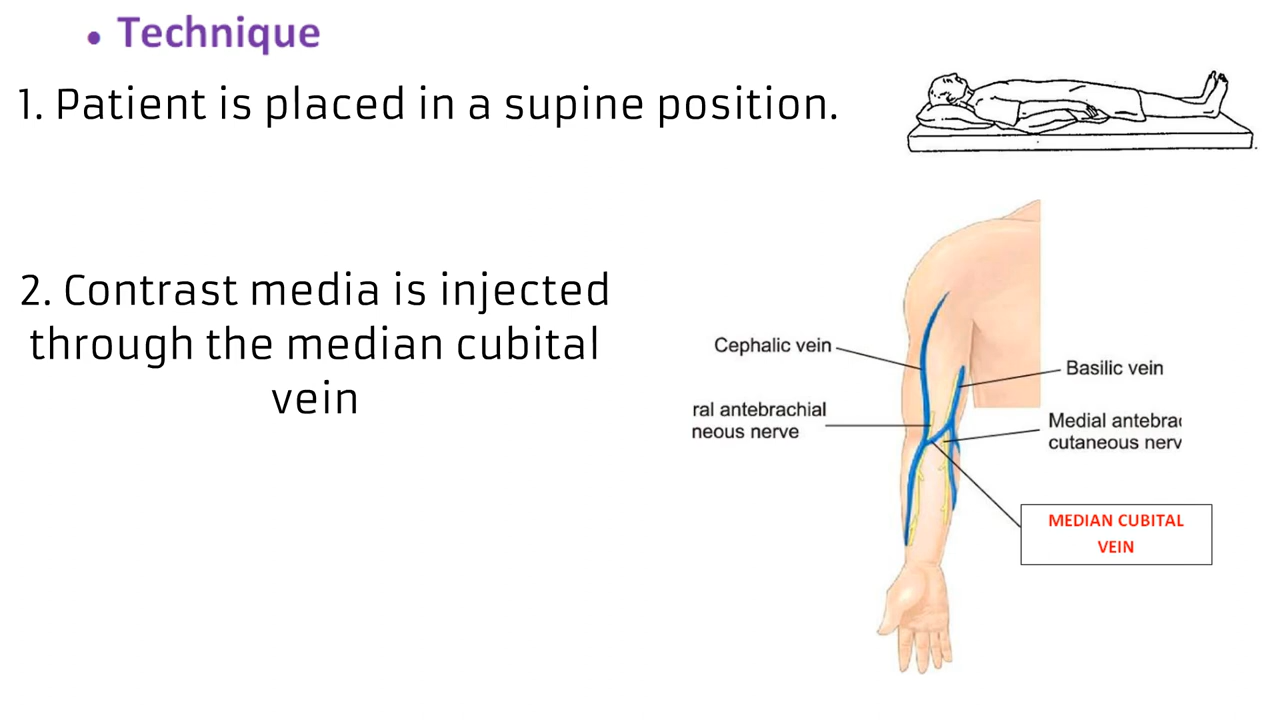 • Technique
1. Patient is placed in a supine position.
2. Contrast media is injected
through the median cubital
vein
Cephalic vein
ral antebrachial
neous nerve
Basilic vein
Medial antebrac
cutaneous nerv
MEDIAN CUBITAL
VEIN